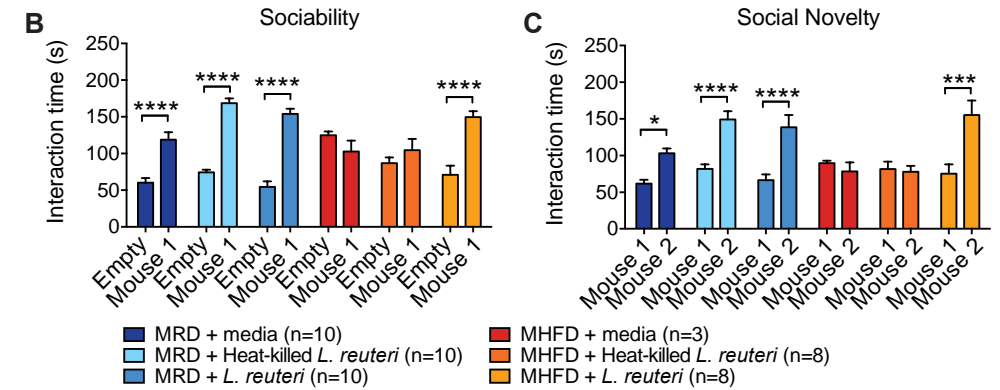 B Sociability
Interaction time (s)
250
200
150
100
50
0
**** **** **** ****
Empty Mouse 1 Empty Mouse 1 Empty Mouse 1 Empty Mouse 1 Empty Mouse 1 Empty Mouse 1
C Social Novelty
Interaction time (s)
250
200
150
100
50
0
* **** **** ***
Mouse 1 Mouse 2 Mouse 1 Mouse 2 Mouse 1 Mouse 2 Mouse 1 Mouse 2 Mouse 1 Mouse 2 Mouse 1 Mouse 2
MRD + media (n=10)
MRD + Heat-killed L. reuteri (n=10)
MRD + L. reuteri (n=10)
MHFD + media (n=3)
MHFD + Heat-killed L. reuteri (n=8)
MHFD + L. reuteri (n=8)